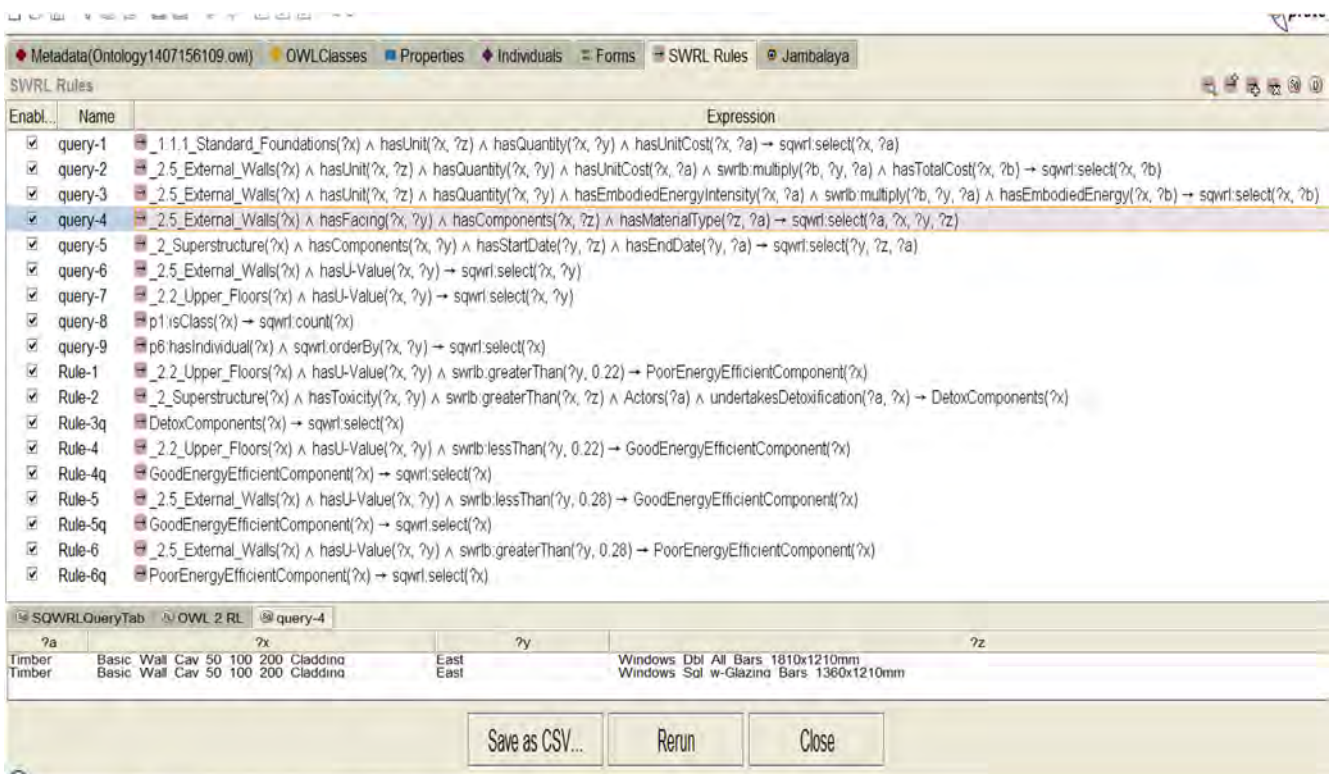 Metadata(Ontology1407156109.owl) OWLClasses Properties Individuals Forms SWRL Rules Jambalaya
SWRL Rules
Enabl... Name Expression
query-1 _1.1.1_Standard_Foundations(?x) ∧ hasUnit(?x, ?z) ∧ hasQuantity(?x, ?y) ∧ hasUnitCost(?x, ?a) → sqwrl:select(?x, ?a)
query-2 _2.5_External_Walls(?x) ∧ hasUnit(?x, ?z) ∧ hasQuantity(?x, ?y) ∧ hasUnitCost(?x, ?a) ∧ swrlb:multiply(?b, ?y, ?a) ∧ hasTotalCost(?x, ?b) → sqwrl:select(?x, ?b)
query-3 _2.5_External_Walls(?x) ∧ hasUnit(?x, ?z) ∧ hasQuantity(?x, ?y) ∧ hasEmbodiedEnergyIntensity(?x, ?a) ∧ swrlb:multiply(?b, ?y, ?a) ∧ hasEmbodiedEnergy(?x, ?b) → sqwrl:select(?x, ?b)
query-4 _2.5_External_Walls(?x) ∧ hasFacing(?x, ?y) ∧ hasComponents(?x, ?z) ∧ hasMaterialType(?z, ?a) → sqwrl:select(?a, ?x, ?y, ?z)
query-5 _2_Superstructure(?x) ∧ hasComponents(?x, ?y) ∧ hasStartDate(?y, ?z) ∧ hasEndDate(?y, ?a) → sqwrl:select(?y, ?z, ?a)
query-6 _2.5_External_Walls(?x) ∧ hasU-Value(?x, ?y) → sqwrl:select(?x, ?y)
query-7 _2.2_Upper_Floors(?x) ∧ hasU-Value(?x, ?y) → sqwrl:select(?x, ?y)
query-8 p1:isClass(?x) → sqwrl:count(?x)
query-9 p6:hasIndividual(?x) ∧ sqwrl:orderBy(?x, ?y) → sqwrl:select(?x)
Rule-1 _2.2_Upper_Floors(?x) ∧ hasU-Value(?x, ?y) ∧ swrlb:greaterThan(?y, 0.22) → PoorEnergyEfficientComponent(?x)
Rule-2 _2_Superstructure(?x) ∧ hasToxicity(?x, ?y) ∧ swrlb:greaterThan(?x, ?z) ∧ Actors(?a) ∧ undertakesDetoxification(?a, ?x) → DetoxComponents(?x)
Rule-3q DetoxComponents(?x) → sqwrl:select(?x)
Rule-4 _2.2_Upper_Floors(?x) ∧ hasU-Value(?x, ?y) ∧ swrlb:lessThan(?y, 0.22) → GoodEnergyEfficientComponent(?x)
Rule-4q GoodEnergyEfficientComponent(?x) → sqwrl:select(?x)
Rule-5 _2.5_External_Walls(?x) ∧ hasU-Value(?x, ?y) ∧ swrlb:lessThan(?y, 0.28) → GoodEnergyEfficientComponent(?x)
Rule-5q GoodEnergyEfficientComponent(?x) → sqwrl:select(?x)
Rule-6 _2.5_External_Walls(?x) ∧ hasU-Value(?x, ?y) ∧ swrlb:greaterThan(?y, 0.28) → PoorEnergyEfficientComponent(?x)
Rule-6q PoorEnergyEfficientComponent(?x) → sqwrl:select(?x)
SQWRLQueryTab OWL 2 RL query-4
?a ?x ?y ?z
Timber Basic Wall Cav 50 100 200 Cladding East Windows Dbl All Bars 1810x1210mm
Timber Basic Wall Cav 50 100 200 Cladding East Windows Sgl w-Glazing Bars 1360x1210mm
Save as CSV... Rerun Close